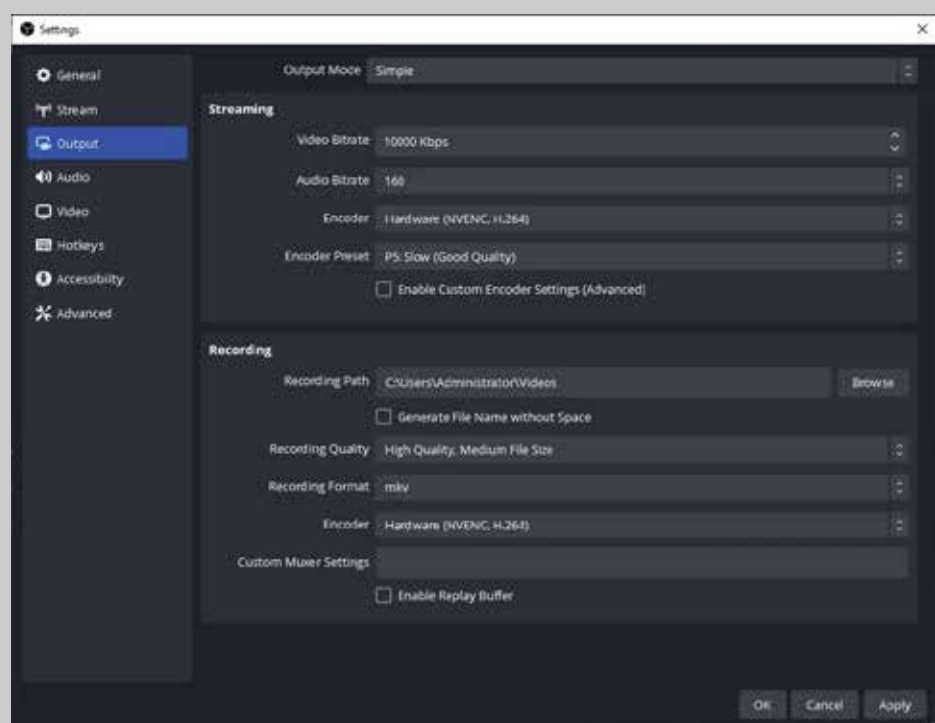 Settings
General
Stream
Output
Audio
Video
Hotkeys
Accessibility
Advanced
Output Mode Simple
Streaming
Video Bitrate 10000 Kbps
Audio Bitrate 160
Encoder Hardware (NVENC, H.264)
Encoder Preset P5: Slow (Good Quality)
Enable Custom Encoder Settings (Advanced)
Recording
Recording Path C:\Users\Administrator\Videos Browse
Generate File Name without Space
Recording Quality High Quality, Medium File Size
Recording Format mkv
Encoder Hardware (NVENC, H.264)
Custom Muxer Settings
Enable Replay Buffer
OK Cancel Apply